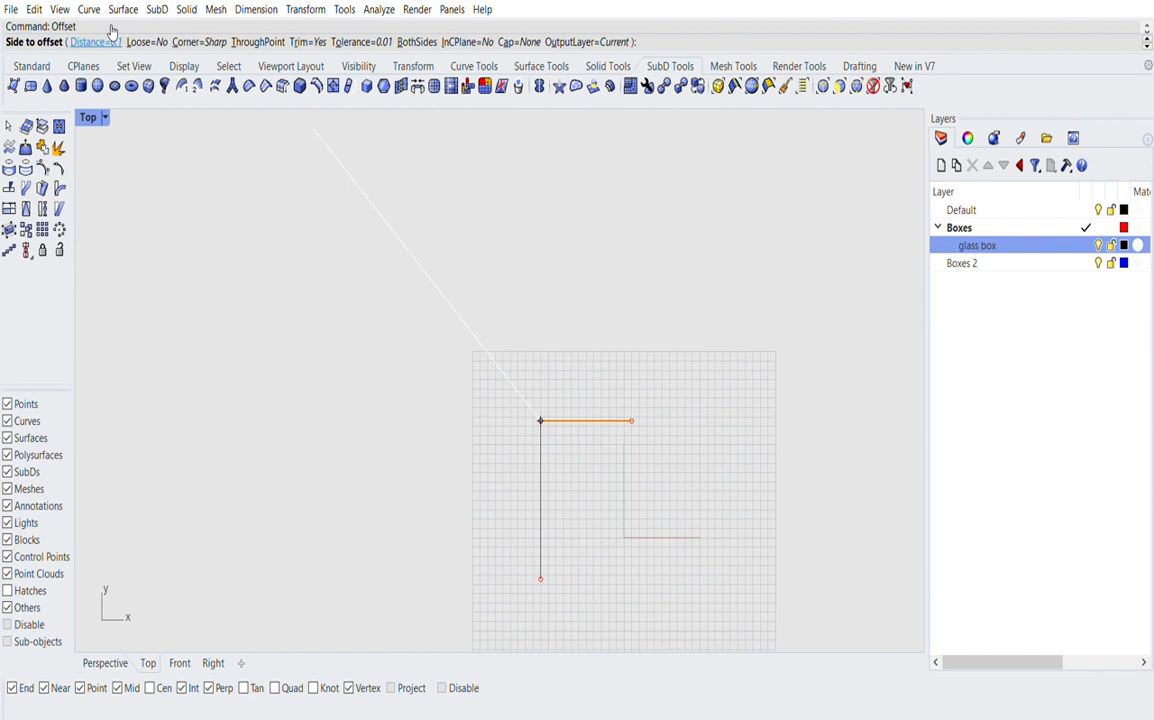 File Edit View Curve Surface SubD Solid Mesh Dimension Transform Tools Analyze Render Panels Help
Command: Offset
Side to offset ( Distance=0.1 Loose=No Corner=Sharp ThroughPoint Trim=Yes Tolerance=0.01 BothSides InCPlane=No Cap=None OutputLayer=Current ):
Standard CPlanes Set View Display Select Viewport Layout Visibility Transform Curve Tools Surface Tools Solid Tools SubD Tools Mesh Tools Render Tools Drafting New in V7
Top
Layers
Layer Mate
Default
Boxes
glass box
Boxes 2
Points
Curves
Surfaces
Polysurfaces
SubDs
Meshes
Annotations
Lights
Blocks
Control Points
Point Clouds
Hatches
Others
Disable
Sub-objects
y
x
Perspective Top Front Right
End Near Point Mid Cen Int Perp Tan Quad Knot Vertex Project Disable